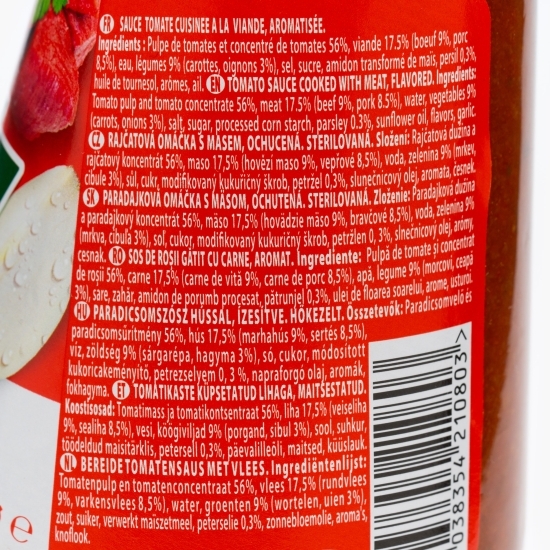 FR SAUCE TOMATE CUISINEE A LA VIANDE, AROMATISÉE.
Ingrédients : Pulpe de tomates et concentré de tomates 56%, viande 17.5% (boeuf 9%, porc
8,5%), eau, légumes 9% (carottes, oignons 3%), sel, sucre, amidon transformé de maïs, persil 0.3%,
huile de tournesol, arômes, ail. EN TOMATO SAUCE COOKED WITH MEAT, FLAVORED. Ingredients:
Tomato pulp and tomato concentrate 56%, meat 17.5% (beef 9%, pork 8.5%), water, vegetables 9%
(carrots, onions 3%), salt, sugar, processed corn starch, parsley 0.3%, sunflower oil, flavors, garlic.
CZ RAJČATOVÁ OMÁČKA S MASEM, OCHUCENÁ. STERILOVANÁ. Složení: Rajčatová dužina a
rajčatový koncentrát 56%, maso 17,5% (hovězí maso 9%, vepřové 8,5%), voda, zelenina 9% (mrkev,
cibule 3%), sůl, cukr, modifikovaný kukuřičný škrob, petržel 0,3%, slunečnicový olej, aromata, česnek.
SK PARADAJKOVÁ OMÁČKA S MÄSOM, OCHUTENÁ. STERILOVANÁ. Zloženie: Paradajková dužina
a paradajkový koncentrát 56%, mäso 17,5% (hovädzie mäso 9%, bravčové 8,5%), voda, zelenina 9%
(mrkva, cibuľa 3%), soľ, cukor, modifikovaný kukuričný škrob, petržlen 0,3%, slnečnicový olej, arómy,
cesnak. RO SOS DE ROSII GĂTIT CU CARNE, AROMAT. Ingrediente: Pulpă de tomate și concentrat
de roșii 56%, carne 17,5% (carne de vită 9%, carne de porc 8,5%), apă, legume 9% (morcovi, ceapă
3%), sare, zahăr, amidon de porumb procesat, pătrunjel 0,3%, ulei de floarea soarelui, arome, usturoi.
HU PARADICSOMSZÓSZ HÚSSAL, ÍZESÍTVE. HŐKEZELT. Összetevők: Paradicsomvelő és
paradicsomsűrítmény 56%, hús 17,5% (marhahús 9%, sertés 8,5%),
víz, zöldség 9% (sárgarépa, hagyma 3%), só, cukor, módosított
kukoricakeményítő, petrezselyem 0,3 %, napraforgó olaj, aromák,
fokhagyma. ET TOMATIKASTE KÜPSETATUD LIHAGA, MAITSESTATUD.
Koostisosad: Tomatimass ja tomatikontsentraat 56%, liha 17,5% (veiseliha
9%, sealiha 8,5%), vesi, köögiviljad 9% (porgand, sibul 3%), sool, suhkur,
töödeldud maisitärklis, petersell 0,3%, päevalilleõli, maitsed, küüslauk.
NL BEREIDE TOMATENSAUS MET VLEES. Ingrediëntenlijst:
Tomatenpulp en tomatenconcentraat 56%, vlees 17,5% (rundvlees
9%, varkensvlees 8,5%), water, groenten 9% (wortelen, uien 3%),
zout, suiker, verwerkt maiszetmeel, peterselie 0,3%, zonnebloemolie, aroma's,
knoflook.
038354 210803>
e